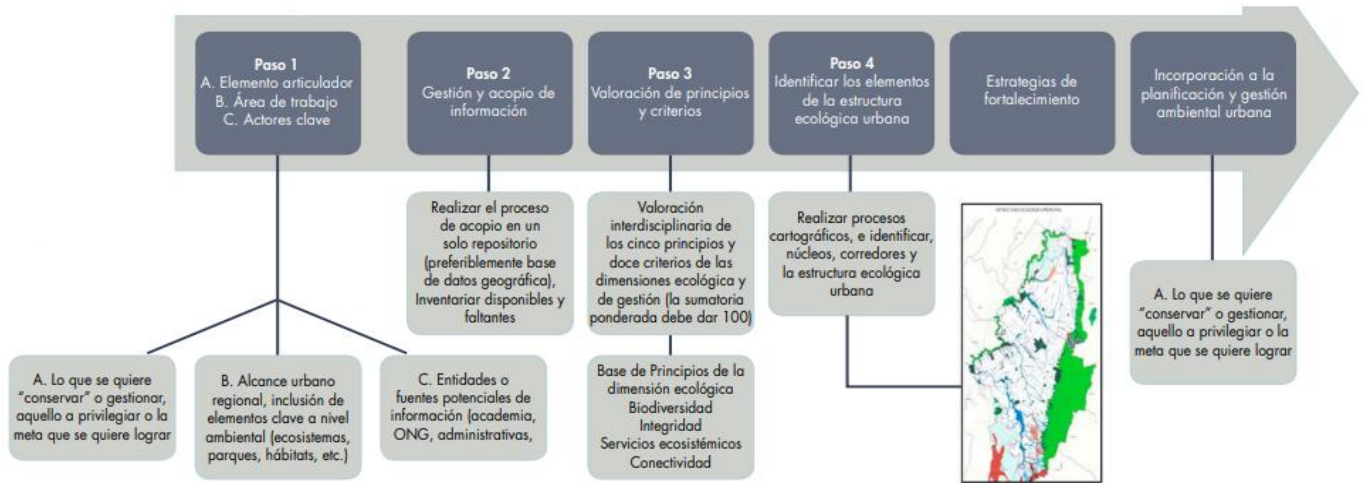 Paso 1
A. Elemento articulador
B. Área de trabajo
C. Actores clave
Paso 2
Gestión y acopio de
información
Paso 3
Valoración de principios
y criterios
Paso 4
Identificar los elementos
de la estructura
ecológica urbana
Estrategias de
fortalecimiento
Incorporación a la
planificación y gestión
ambiental urbana
Realizar el proceso
de acopio en un
solo repositorio
(preferiblemente base
de datos geográfica),
Inventariar disponibles y
faltantes
Valoración
interdisciplinaria de
los cinco principios y
doce criterios de las
dimensiones ecológica y
de gestión (la sumatoria
ponderada debe dar 100)
Realizar procesos
cartográficos, e identificar,
núcleos, corredores y
la estructura ecológica
urbana
A. Lo que se quiere
“conservar” o gestionar,
aquello a privilegiar o la
meta que se quiere lograr
A. Lo que se quiere
“conservar” o gestionar,
aquello a privilegiar o la
meta que se quiere lograr
B. Alcance urbano
regional, inclusión de
elementos clave a nivel
ambiental (ecosistemas,
parques, hábitats, etc.)
C. Entidades o
fuentes potenciales de
información (academia,
ONG, administrativas,
Base de Principios de la
dimensión ecológica
Biodiversidad
Integridad
Servicios ecosistémicos
Conectividad